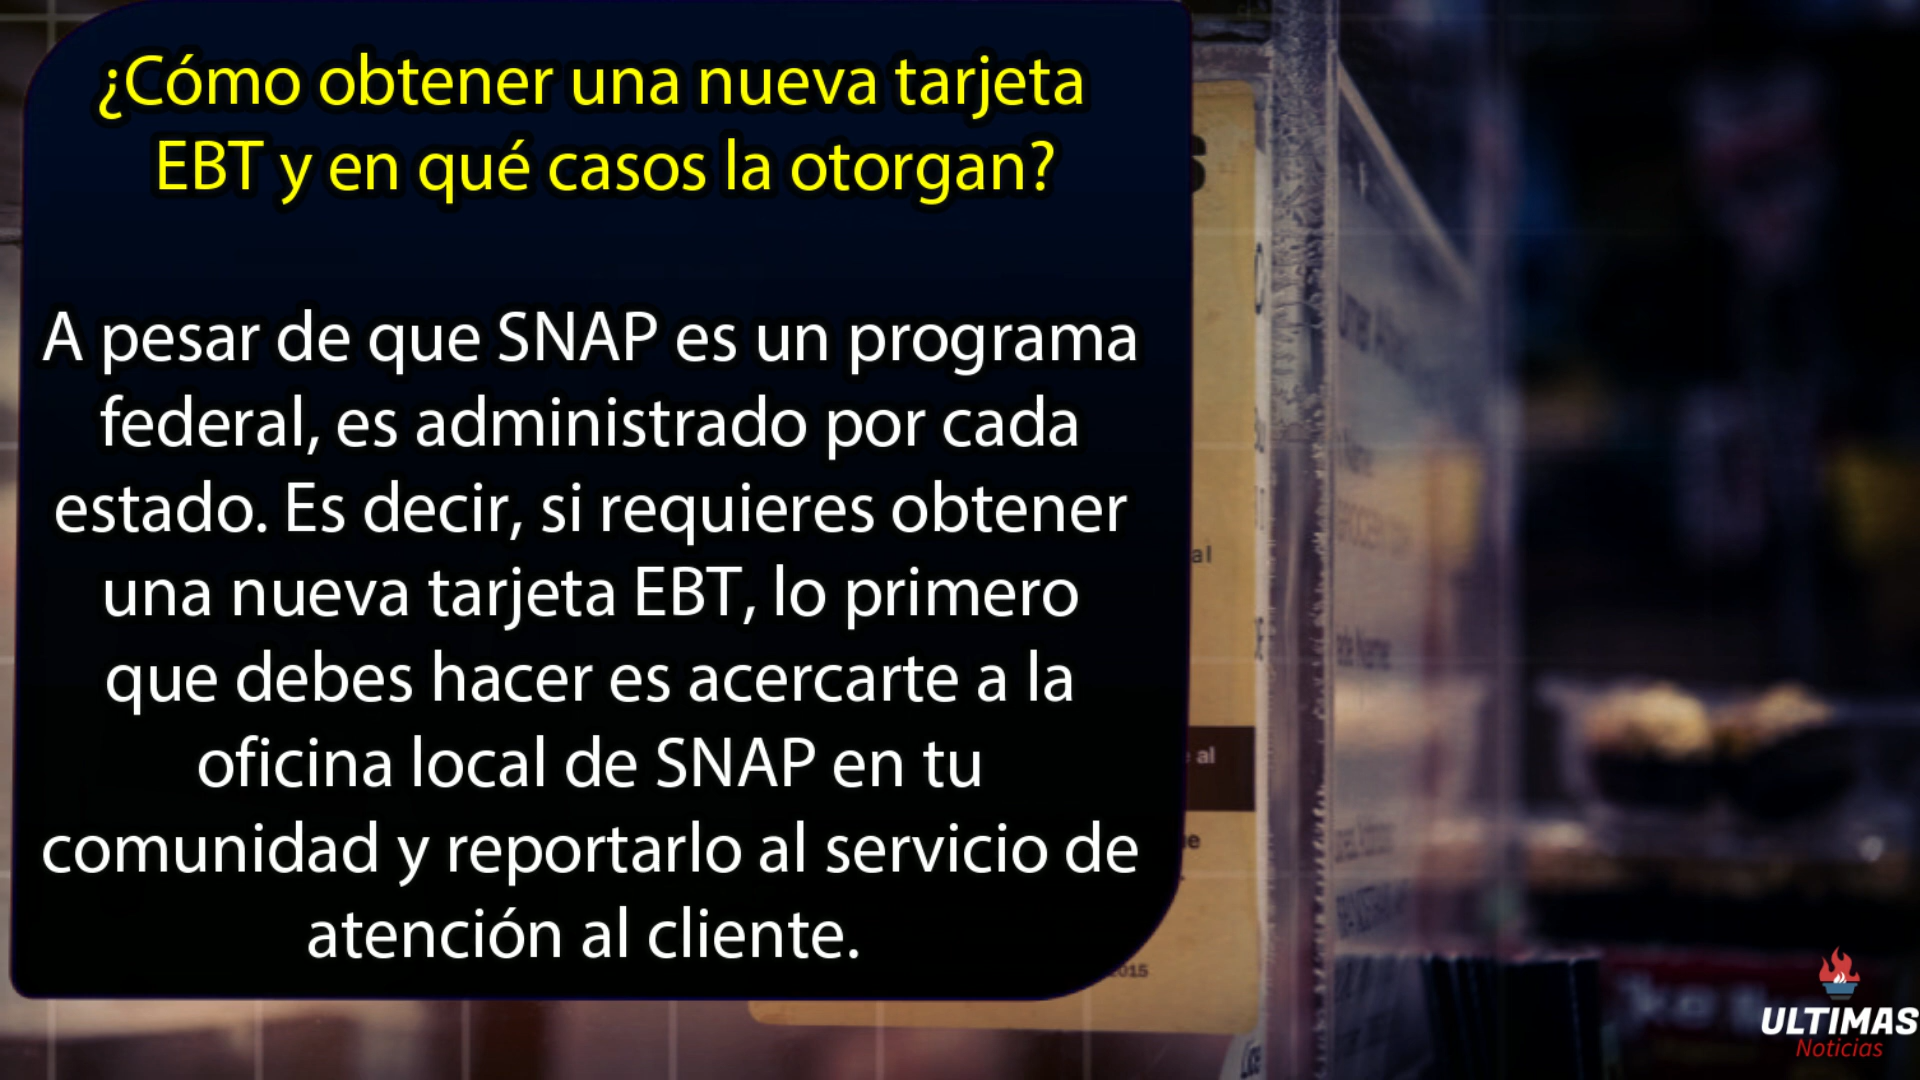 ¿Cómo obtener una nueva tarjeta
EBT y en qué casos la otorgan?
A pesar de que SNAP es un programa
federal, es administrado por cada
estado. Es decir, si requieres obtener
una nueva tarjeta EBT, lo primero
que debes hacer es acercarte a la
oficina local de SNAP en tu
comunidad y reportarlo al servicio de
atención al cliente.
al
al
2015
ULTIMAS
Noticias